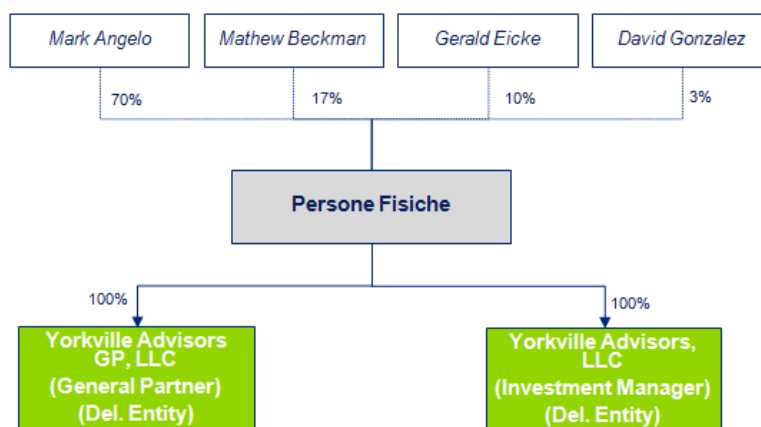 Mark Angelo
Mathew Beckman
Gerald Eicke
David Gonzalez
70%
17%
10%
3%
Persone Fisiche
100%
100%
Yorkville Advisors
GP, LLC
(General Partner)
(Del. Entity)
Yorkville Advisors,
LLC
(Investment Manager)
(Del. Entity)